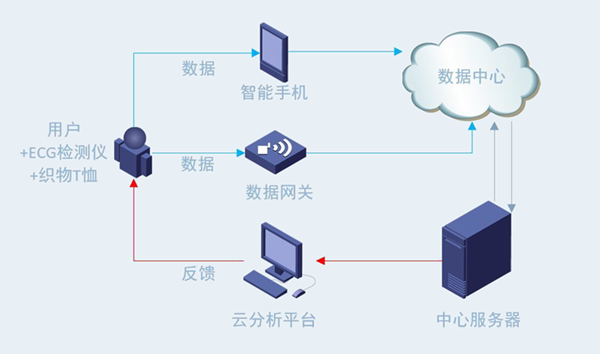 数据
智能手机
数据中心
用户
+ECG检测仪
+织物T恤
数据
数据网关
反馈
云分析平台
中心服务器